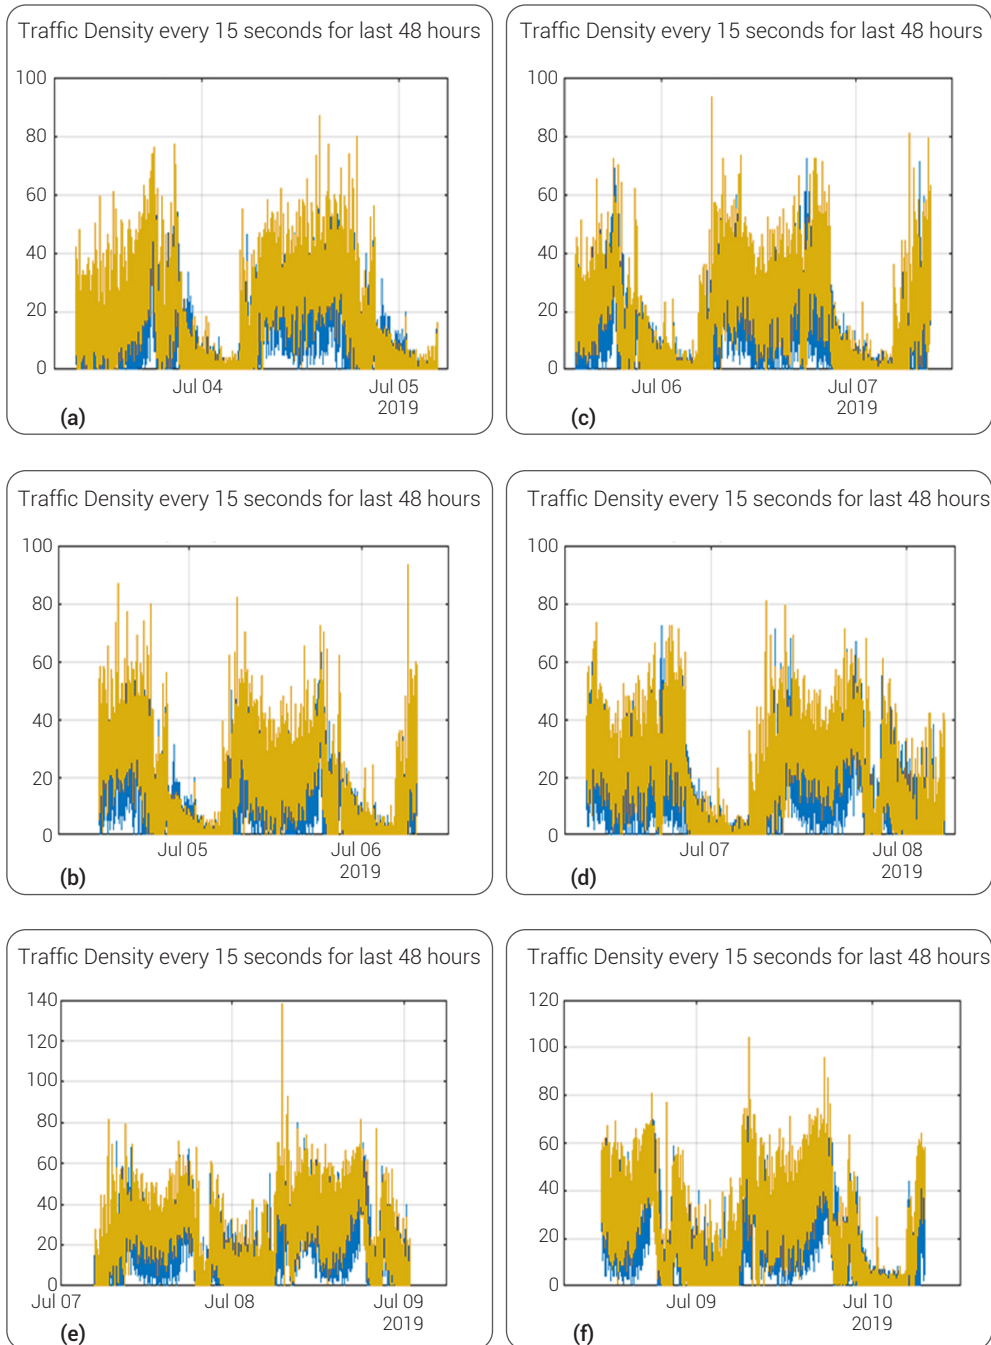 Traffic Density every 15 seconds for last 48 hours
100
80
60
40
20
0
Jul 04
Jul 05
2019
(a)
Traffic Density every 15 seconds for last 48 hours
100
80
60
40
20
0
Jul 06
Jul 07
2019
(c)
Traffic Density every 15 seconds for last 48 hours
100
80
60
40
20
0
Jul 05
Jul 06
2019
(b)
Traffic Density every 15 seconds for last 48 hours
100
80
60
40
20
0
Jul 07
Jul 08
2019
(d)
Traffic Density every 15 seconds for last 48 hours
140
120
100
80
60
40
20
0
Jul 07
Jul 08
Jul 09
2019
(e)
Traffic Density every 15 seconds for last 48 hours
120
100
80
60
40
20
0
Jul 09
Jul 10
2019
(f)